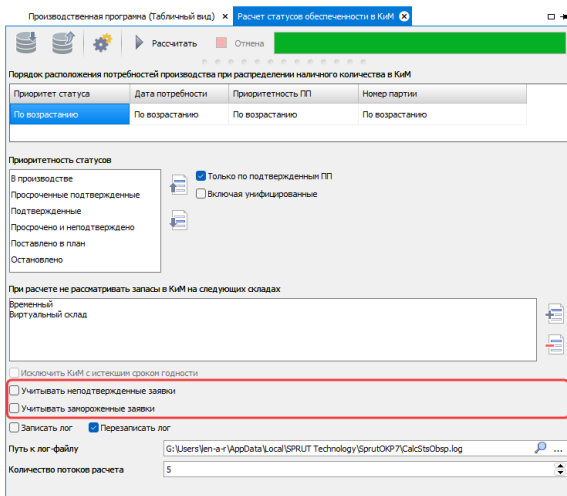 Производственная программа (Табличный вид) Расчет статусов обеспеченности в КиМ
Рассчитать Отмена
Порядок расположения потребностей производства при распределении наличного количества в КиМ
Приоритет статуса Дата потребности Приоритетность ПП Номер партии
По возрастанию По возрастанию По возрастанию По возрастанию
Приоритетность статусов
В производстве
Просроченные подтвержденные
Подтвержденные
Просрочено и неподтверждено
Поставлено в план
Остановлено
Только по подтвержденным ПП
Включая унифицированные
При расчете не рассматривать запасы в КиМ на следующих складах
Временный
Виртуальный склад
Исключить КиМ с истекшим сроком годности
Учитывать неподтвержденные заявки
Учитывать замороженные заявки
Записать лог Перезаписать лог
Путь к лог-файлу G:\Users\len-a-r\AppData\Local\SPRUT Technology\SprutOKP7\CalcStsObsp.log ...
Количество потоков расчета 5